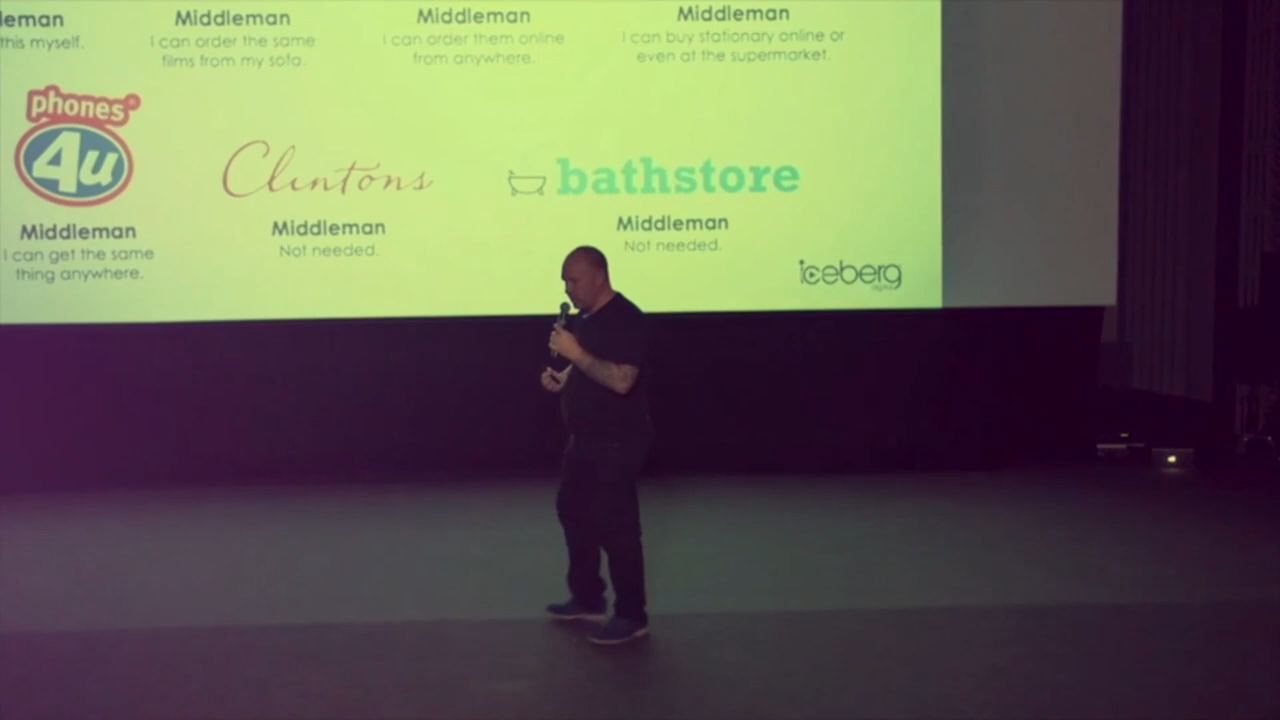 leman Middleman Middleman Middleman
this myself. I can order the same I can order them online I can buy stationary online or
films from my sofa. from anywhere. even at the supermarket.
phones
4u Clintons bathstore
Middleman Middleman Middleman
I can get the same Not needed. Not needed.
thing anywhere.
iceberg
digital